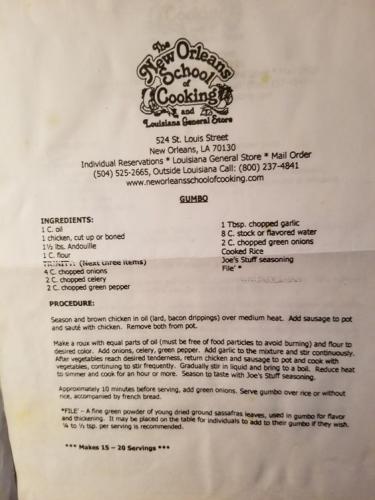 The
New Orleans
School
of
Cooking
and
Louisiana General Store
524 St. Louis Street
New Orleans, LA 70130
Individual Reservations * Louisiana General Store * Mail Order
(504) 525-2665, Outside Louisiana Call: (800) 237-4841
www.neworleansschoolofcooking.com
GUMBO
INGREDIENTS:
1 C. oil
1 chicken, cut up or boned
1½ lbs. Andouille
1 C. flour
TRINITY: (Next three items)
4 C. chopped onions
2 C. chopped celery
2 C. chopped green pepper
1 Tbsp. chopped garlic
8 C. stock or flavored water
2 C. chopped green onions
Cooked Rice
Joe's Stuff seasoning
File' *
PROCEDURE:
Season and brown chicken in oil (lard, bacon drippings) over medium heat. Add sausage to pot
and sauté with chicken. Remove both from pot.
Make a roux with equal parts of oil (must be free of food particles to avoid burning) and flour to
desired color. Add onions, celery, green pepper. Add garlic to the mixture and stir continuously.
After vegetables reach desired tenderness, return chicken and sausage to pot and cook with
vegetables, continuing to stir frequently. Gradually stir in liquid and bring to a boil. Reduce heat
to simmer and cook for an hour or more. Season to taste with Joe's Stuff seasoning.
Approximately 10 minutes before serving, add green onions. Serve gumbo over rice or without
rice, accompanied by french bread.
*FILE' – A fine green powder of young dried ground sassafras leaves, used in gumbo for flavor
and thickening. It may be placed on the table for individuals to add to their gumbo if they wish.
¼ to ½ tsp. per serving is recommended.
*** Makes 15 – 20 Servings ***